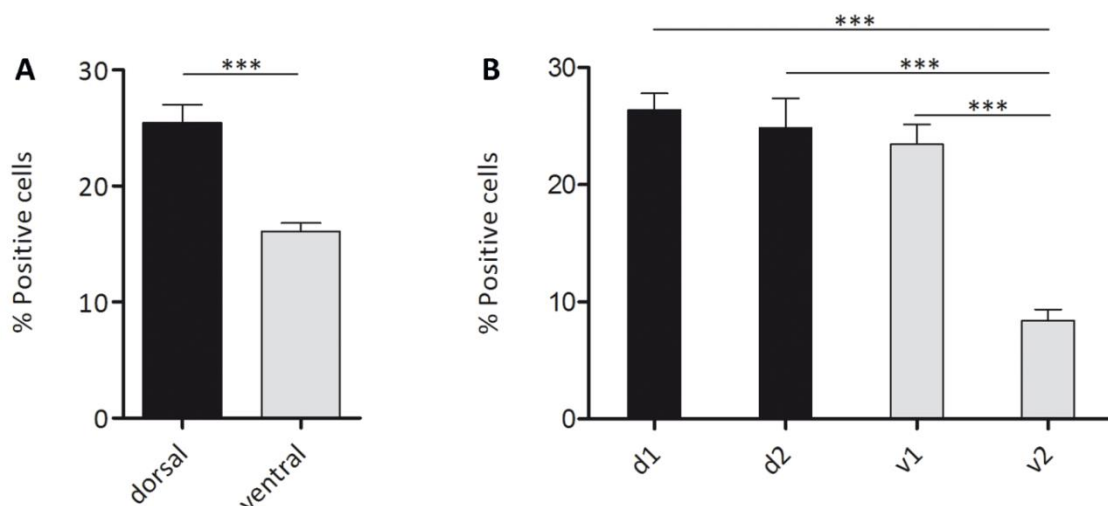 A
***
% Positive cells
30
20
10
0
dorsal
ventral
B
***
***
***
% Positive cells
30
20
10
0
d1
d2
v1
v2